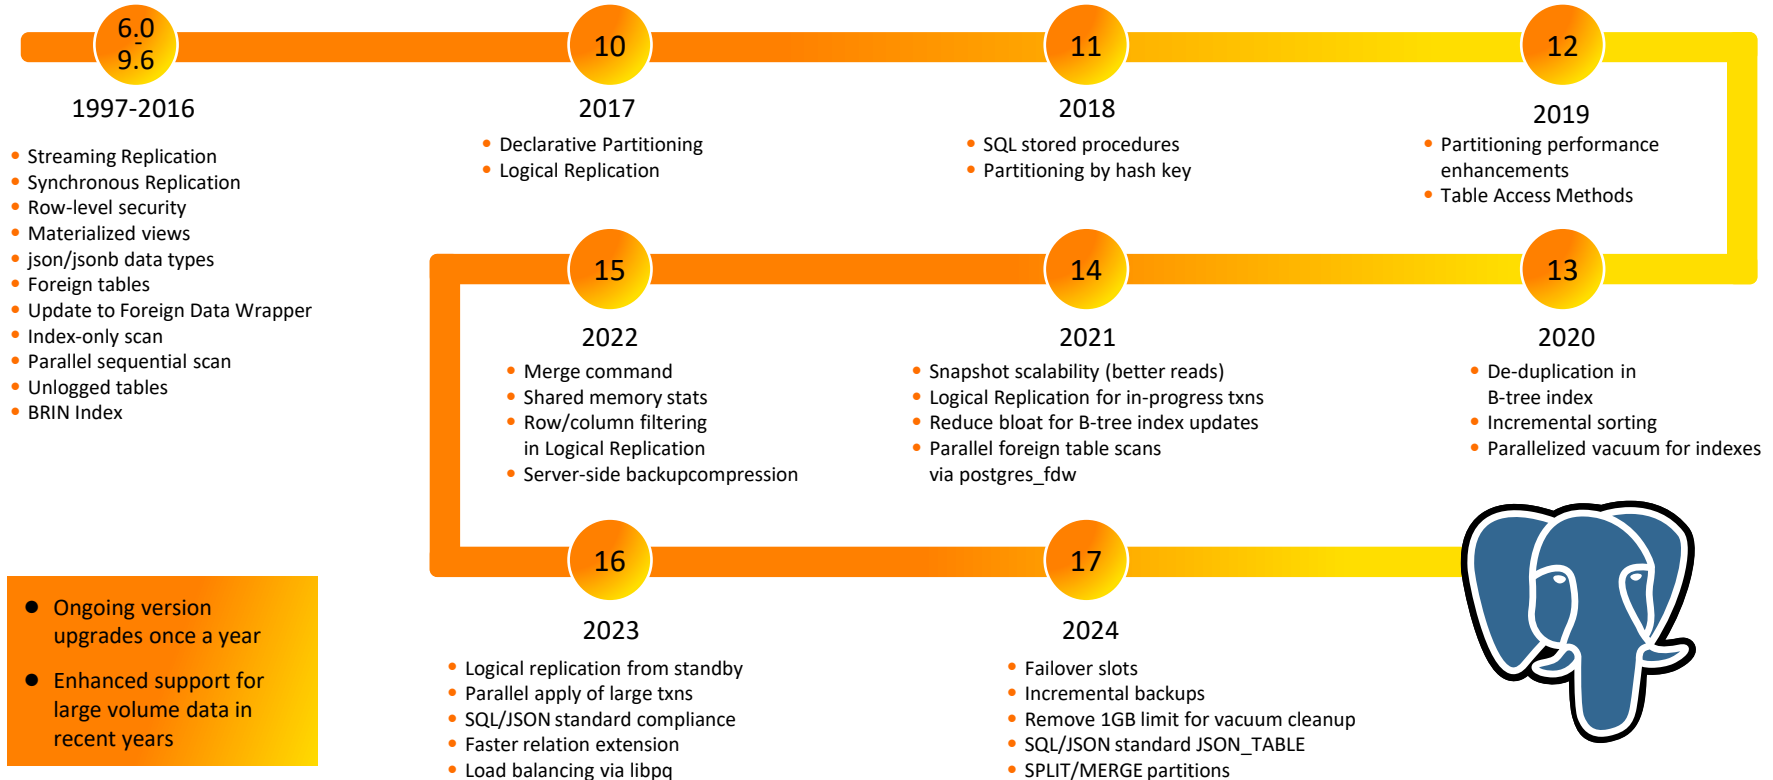 6.0
-
9.6
1997-2016
• Streaming Replication
• Synchronous Replication
• Row-level security
• Materialized views
• json/jsonb data types
• Foreign tables
• Update to Foreign Data Wrapper
• Index-only scan
• Parallel sequential scan
• Unlogged tables
• BRIN Index
10
2017
• Declarative Partitioning
• Logical Replication
11
2018
• SQL stored procedures
• Partitioning by hash key
12
2019
• Partitioning performance
enhancements
• Table Access Methods
13
2020
• De-duplication in
B-tree index
• Incremental sorting
• Parallelized vacuum for indexes
14
2021
• Snapshot scalability (better reads)
• Logical Replication for in-progress txns
• Reduce bloat for B-tree index updates
• Parallel foreign table scans
via postgres_fdw
15
2022
• Merge command
• Shared memory stats
• Row/column filtering
in Logical Replication
• Server-side backupcompression
16
2023
• Logical replication from standby
• Parallel apply of large txns
• SQL/JSON standard compliance
• Faster relation extension
• Load balancing via libpq
17
2024
• Failover slots
• Incremental backups
• Remove 1GB limit for vacuum cleanup
• SQL/JSON standard JSON_TABLE
• SPLIT/MERGE partitions
• Ongoing version
upgrades once a year
• Enhanced support for
large volume data in
recent years